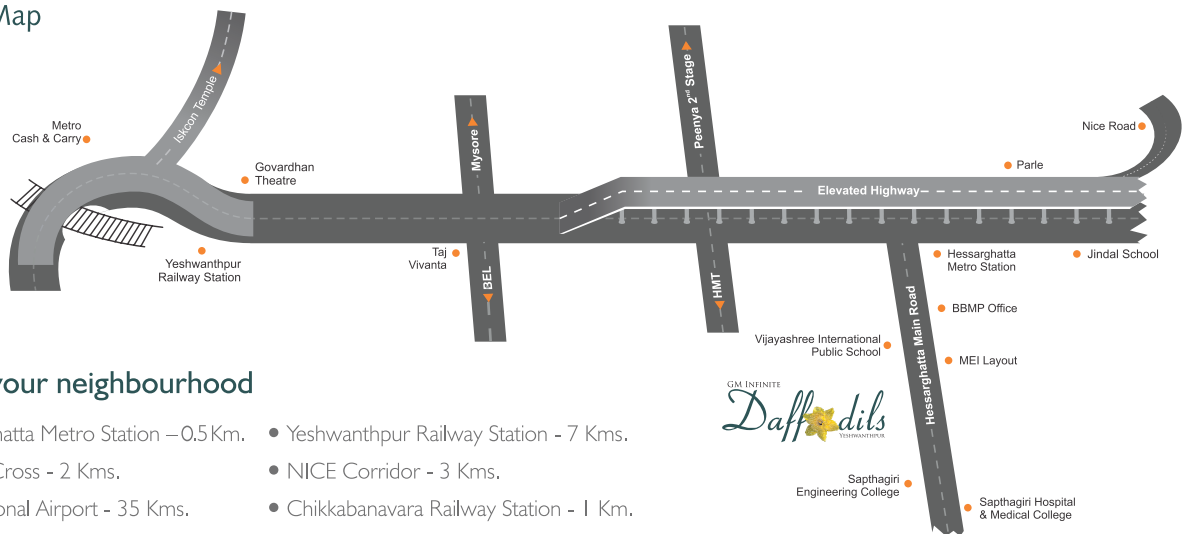 Map
Iskcon Temple
Metro
Cash & Carry
Govardhan
Theatre
Yeshwanthpur
Railway Station
Mysore
BEL
Taj
Vivanta
Peenya 2nd Stage
HMT
Elevated Highway
Nice Road
Parle
Hessarghatta
Metro Station
Jindal School
Hessarghatta Main Road
BBMP Office
Vijayashree International
Public School
MEI Layout
GM INFINITE
Daffodils
YESHWANTHPUR
Sapthagiri
Engineering College
Sapthagiri Hospital
& Medical College
your neighbourhood
hatta Metro Station – 0.5 Km.
Cross - 2 Kms.
onal Airport - 35 Kms.
• Yeshwanthpur Railway Station - 7 Kms.
• NICE Corridor - 3 Kms.
• Chikkabanavara Railway Station - 1 Km.